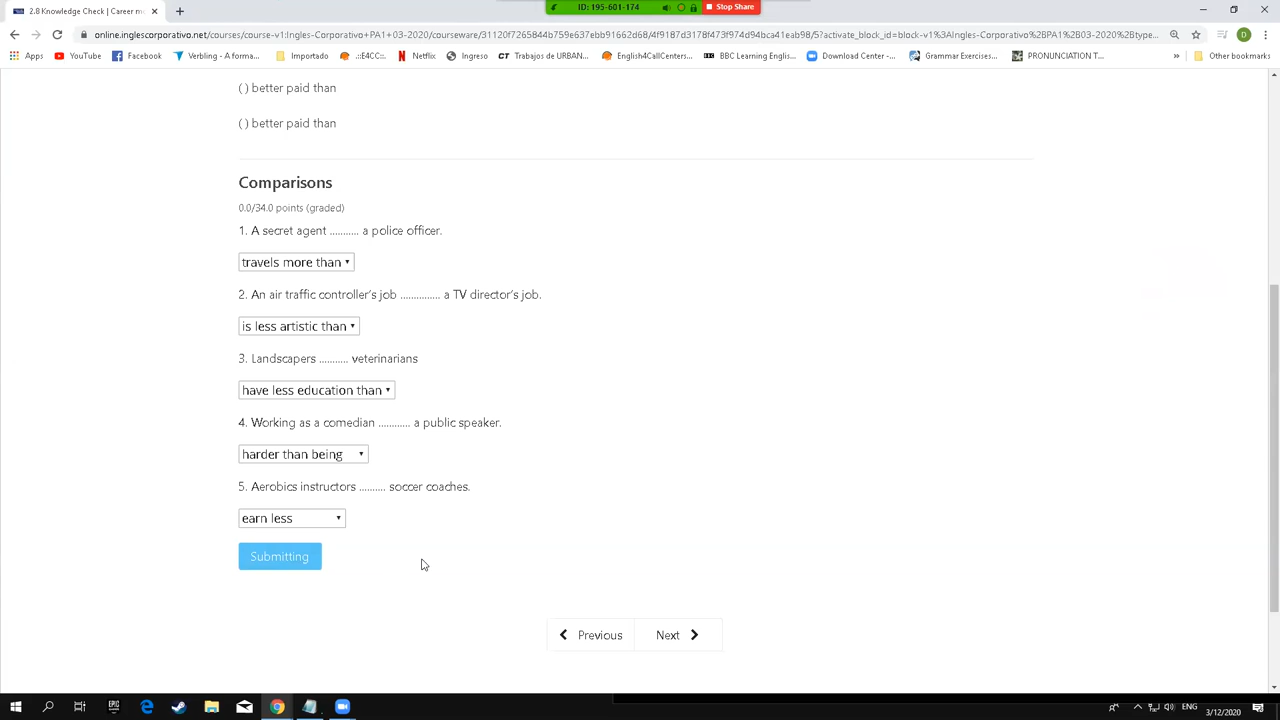 2.8 Knowledge Check | Career.mo
ID: 195-601-174
Stop Share
online.inglescorporativo.net/courses/course-v1:Ingles-Corporativo+PA1+03-2020/courseware/31120f7265844b759e637ebb91662d68/4f9187d3178f473f974d94bca41eab98/5?activate_block_id=block-v1%3AIngles-Corporativo%2BPA1%2B03-2020%2Btype...
Apps YouTube Facebook Verbling - A forma... Importado .::E4CC::. Netflix Ingreso Trabajos de URBAN... English4CallCenters... BBC Learning Engli... Download Center -... Grammar Exercises... PRONUNCIATION T... » Other bookmarks
( ) better paid than
( ) better paid than
Comparisons
0.0/34.0 points (graded)
1. A secret agent ........... a police officer.
travels more than
2. An air traffic controller's job ............... a TV director's job.
is less artistic than
3. Landscapers ........... veterinarians
have less education than
4. Working as a comedian ............ a public speaker.
harder than being
5. Aerobics instructors .......... soccer coaches.
earn less
Submitting
Previous Next
ENG
3/12/2020